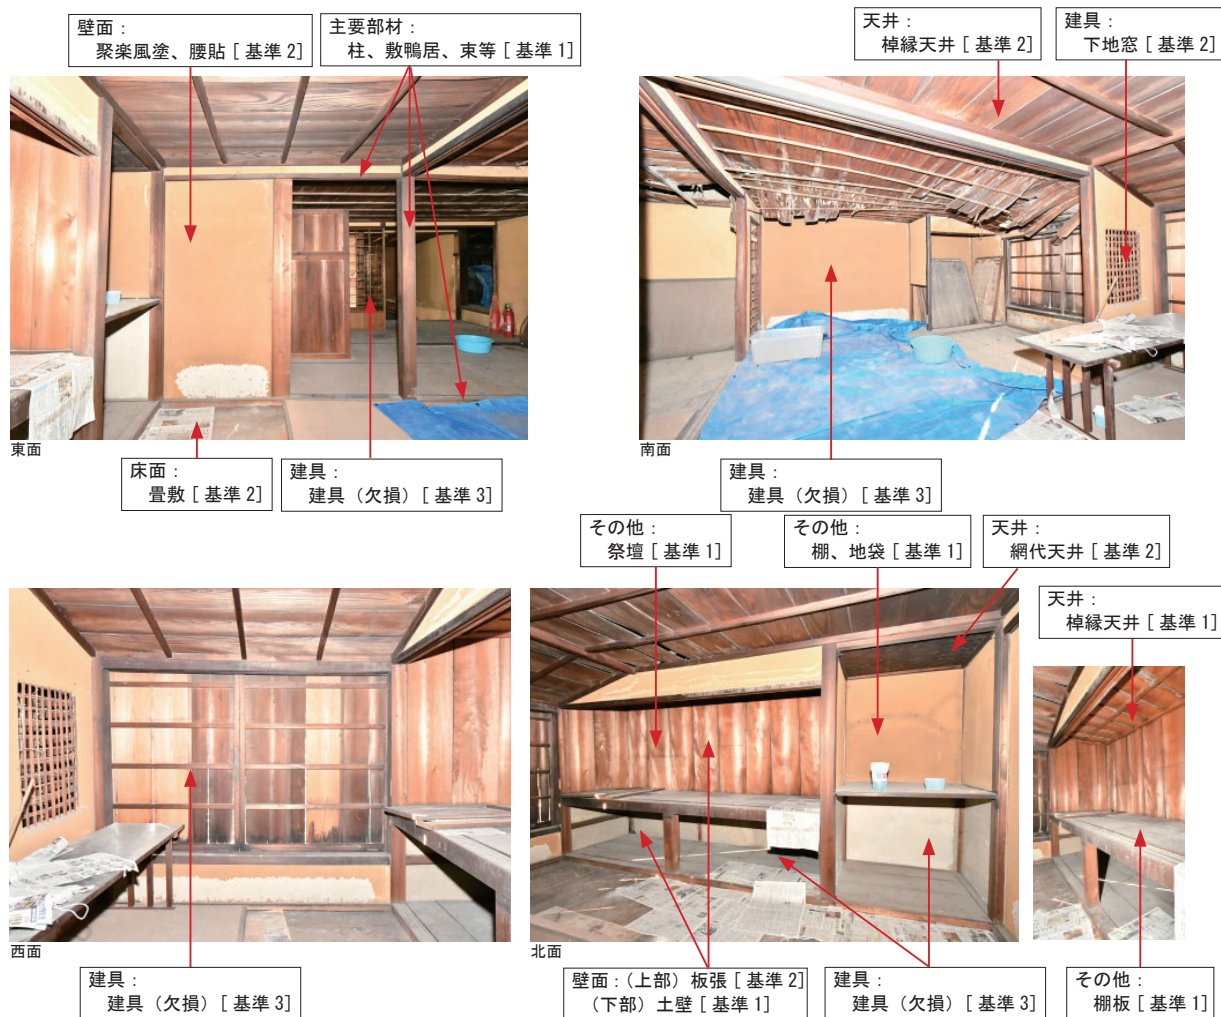 壁面：
聚楽風塗、腰貼 [ 基準 2]
主要部材：
柱、敷鴨居、束等 [ 基準 1]
天井：
棹縁天井 [ 基準 2]
建具：
下地窓 [ 基準 2]
東面
南面
床面：
畳敷 [ 基準 2]
建具：
建具（欠損）[ 基準 3]
建具：
建具（欠損）[ 基準 3]
その他：
祭壇 [ 基準 1]
その他：
棚、地袋 [ 基準 1]
天井：
網代天井 [ 基準 2]
天井：
棹縁天井 [ 基準 1]
西面
北面
建具：
建具（欠損）[ 基準 3]
壁面：（上部）板張 [ 基準 2]
（下部）土壁 [ 基準 1]
建具：
建具（欠損）[ 基準 3]
その他：
棚板 [ 基準 1]